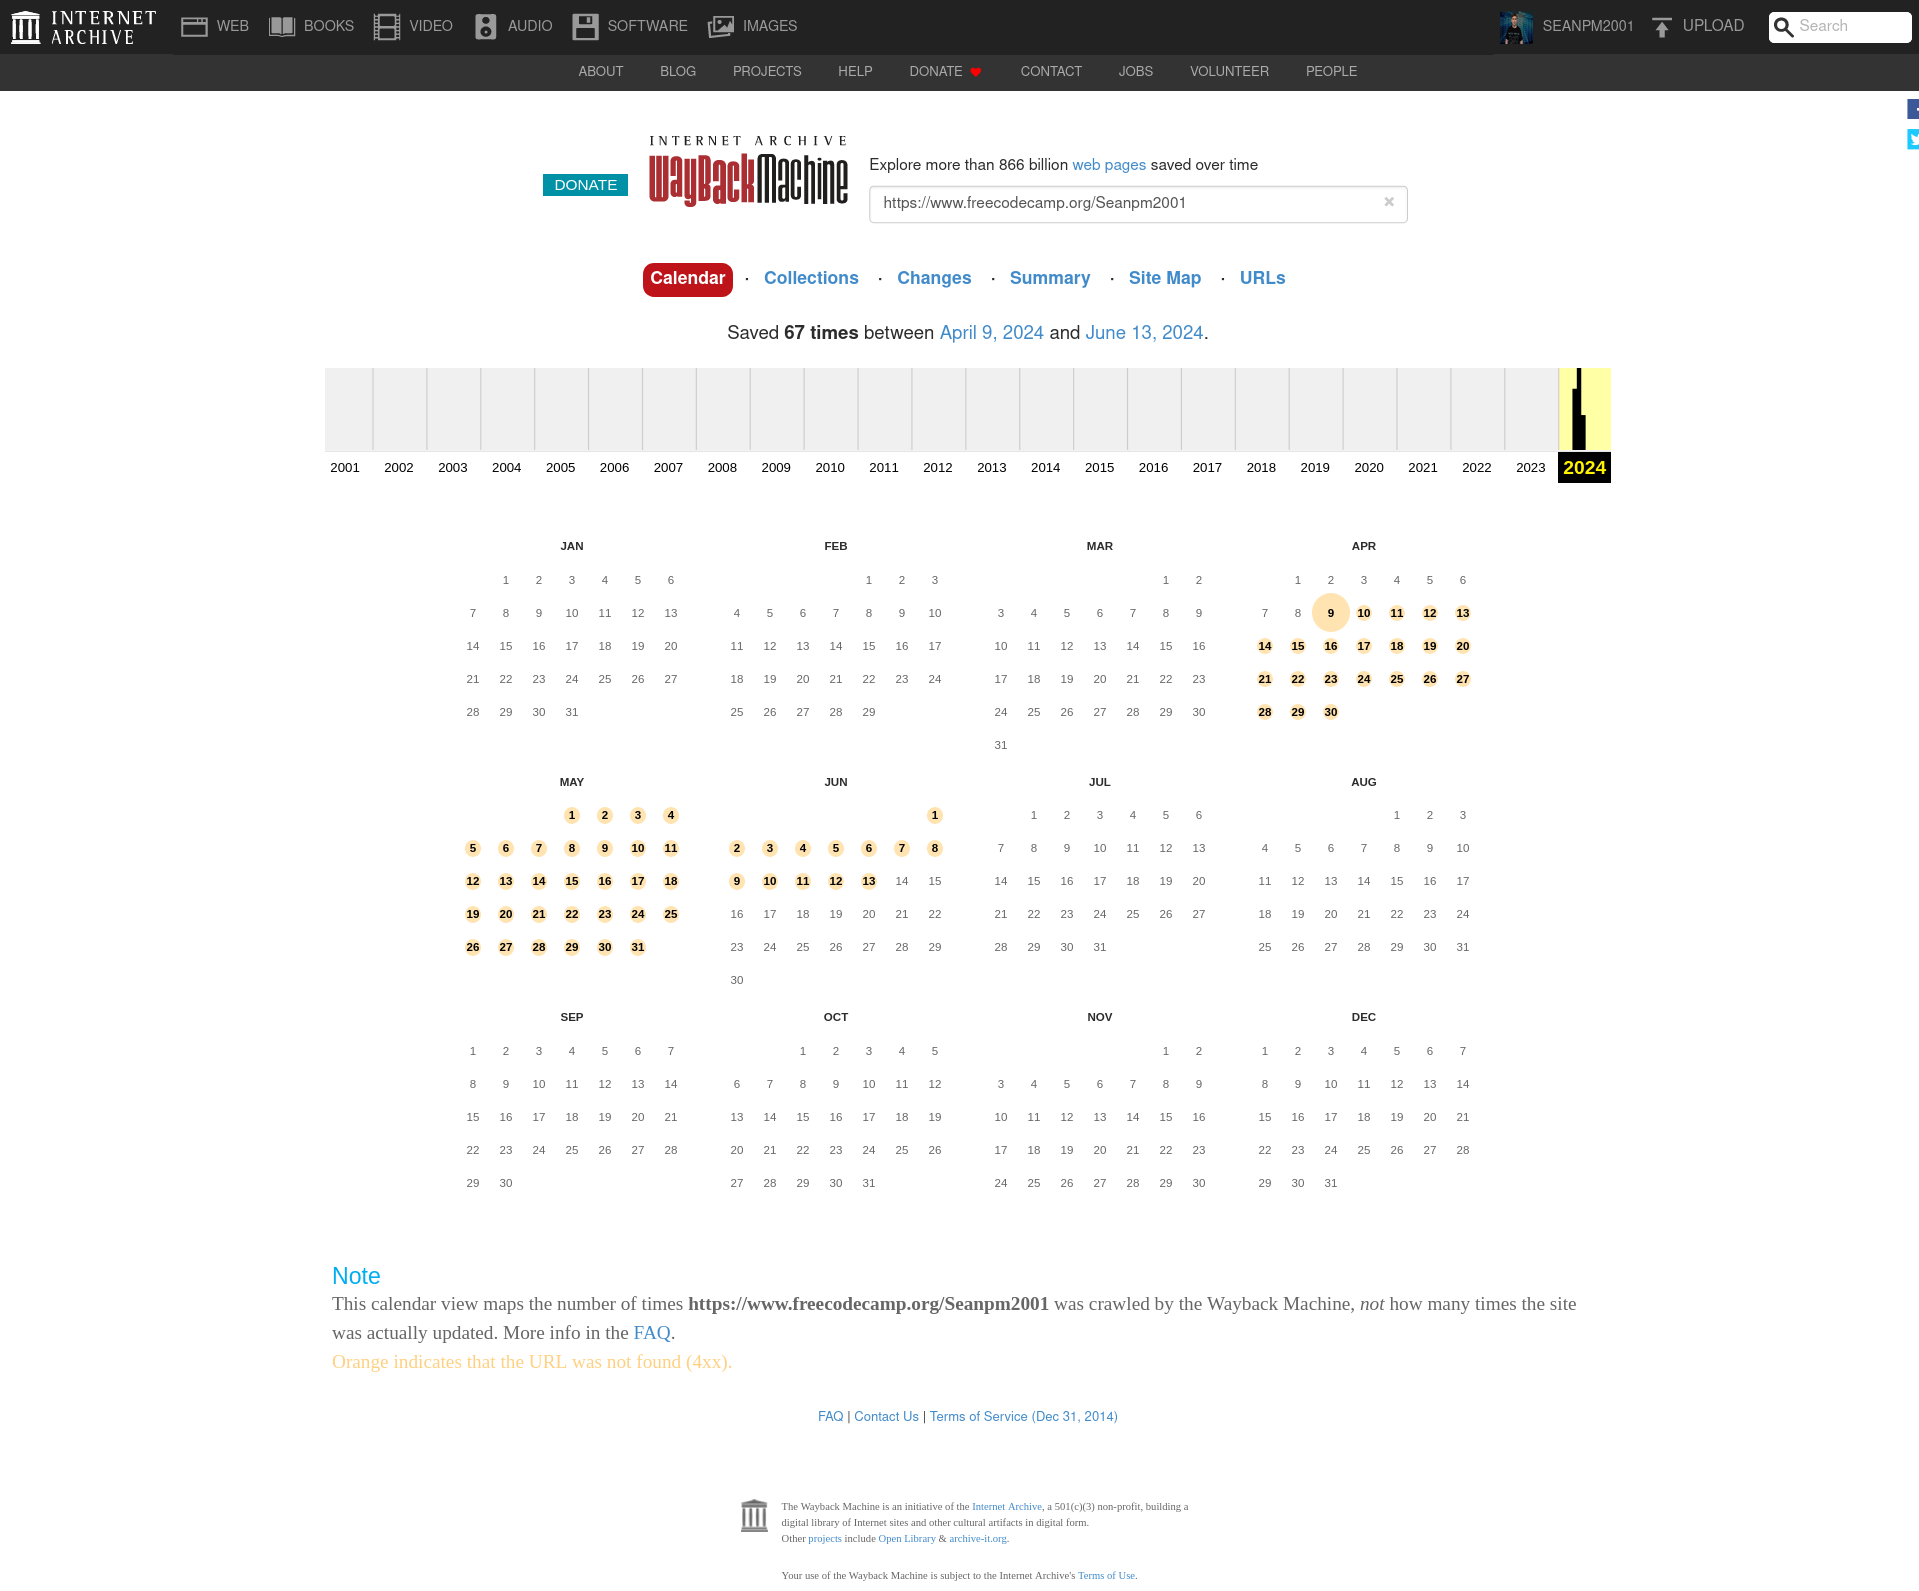 INTERNET ARCHIVE WEB BOOKS VIDEO AUDIO SOFTWARE IMAGES SEANPM2001 UPLOAD Search
ABOUT BLOG PROJECTS HELP DONATE CONTACT JOBS VOLUNTEER PEOPLE
DONATE
INTERNET ARCHIVE
WayBackMachine
Explore more than 866 billion web pages saved over time
https://www.freecodecamp.org/Seanpm2001 ×
Calendar · Collections · Changes · Summary · Site Map · URLs
Saved 67 times between April 9, 2024 and June 13, 2024.
2001 2002 2003 2004 2005 2006 2007 2008 2009 2010 2011 2012 2013 2014 2015 2016 2017 2018 2019 2020 2021 2022 2023 2024
JAN FEB MAR APR
1 2 3 4 5 6 1 2 3 1 2 1 2 3 4 5 6
7 8 9 10 11 12 13 4 5 6 7 8 9 10 3 4 5 6 7 8 9 7 8 9 10 11 12 13
14 15 16 17 18 19 20 11 12 13 14 15 16 17 10 11 12 13 14 15 16 14 15 16 17 18 19 20
21 22 23 24 25 26 27 18 19 20 21 22 23 24 17 18 19 20 21 22 23 21 22 23 24 25 26 27
28 29 30 31 25 26 27 28 29 24 25 26 27 28 29 30 28 29 30
31
MAY JUN JUL AUG
1 2 3 4 1 1 2 3 4 5 6 1 2 3
5 6 7 8 9 10 11 2 3 4 5 6 7 8 7 8 9 10 11 12 13 4 5 6 7 8 9 10
12 13 14 15 16 17 18 9 10 11 12 13 14 15 14 15 16 17 18 19 20 11 12 13 14 15 16 17
19 20 21 22 23 24 25 16 17 18 19 20 21 22 21 22 23 24 25 26 27 18 19 20 21 22 23 24
26 27 28 29 30 31 23 24 25 26 27 28 29 28 29 30 31 25 26 27 28 29 30 31
30
SEP OCT NOV DEC
1 2 3 4 5 6 7 1 2 3 4 5 1 2 1 2 3 4 5 6 7
8 9 10 11 12 13 14 6 7 8 9 10 11 12 3 4 5 6 7 8 9 8 9 10 11 12 13 14
15 16 17 18 19 20 21 13 14 15 16 17 18 19 10 11 12 13 14 15 16 15 16 17 18 19 20 21
22 23 24 25 26 27 28 20 21 22 23 24 25 26 17 18 19 20 21 22 23 22 23 24 25 26 27 28
29 30 27 28 29 30 31 24 25 26 27 28 29 30 29 30 31
Note
This calendar view maps the number of times https://www.freecodecamp.org/Seanpm2001 was crawled by the Wayback Machine, not how many times the site
was actually updated. More info in the FAQ.
Orange indicates that the URL was not found (4xx).
FAQ | Contact Us | Terms of Service (Dec 31, 2014)
The Wayback Machine is an initiative of the Internet Archive, a 501(c)(3) non-profit, building a
digital library of Internet sites and other cultural artifacts in digital form.
Other projects include Open Library & archive-it.org.
Your use of the Wayback Machine is subject to the Internet Archive's Terms of Use.